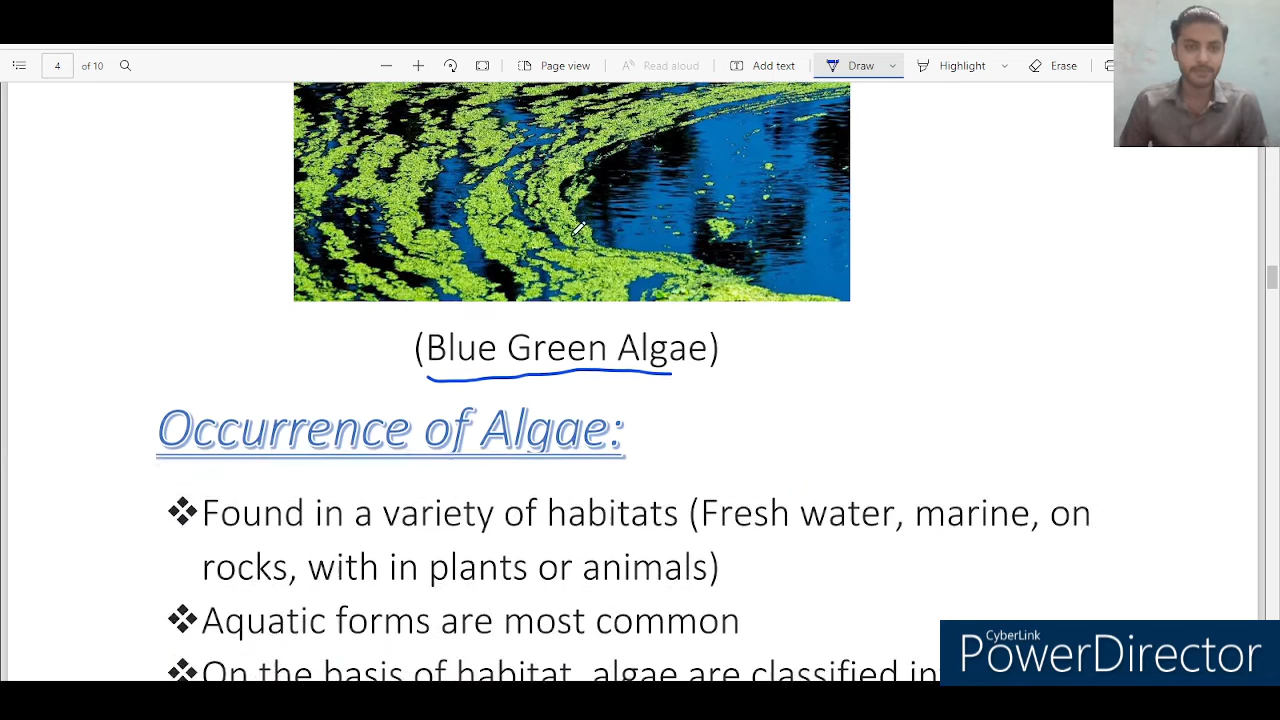 4 of 10 Page view Read aloud Add text Draw Highlight Erase
(Blue Green Algae)
Occurrence of Algae:
❖Found in a variety of habitats (Fresh water, marine, on
rocks, with in plants or animals)
❖Aquatic forms are most common
❖On the basis of habitat, algae are classified in
CyberLink
PowerDirector